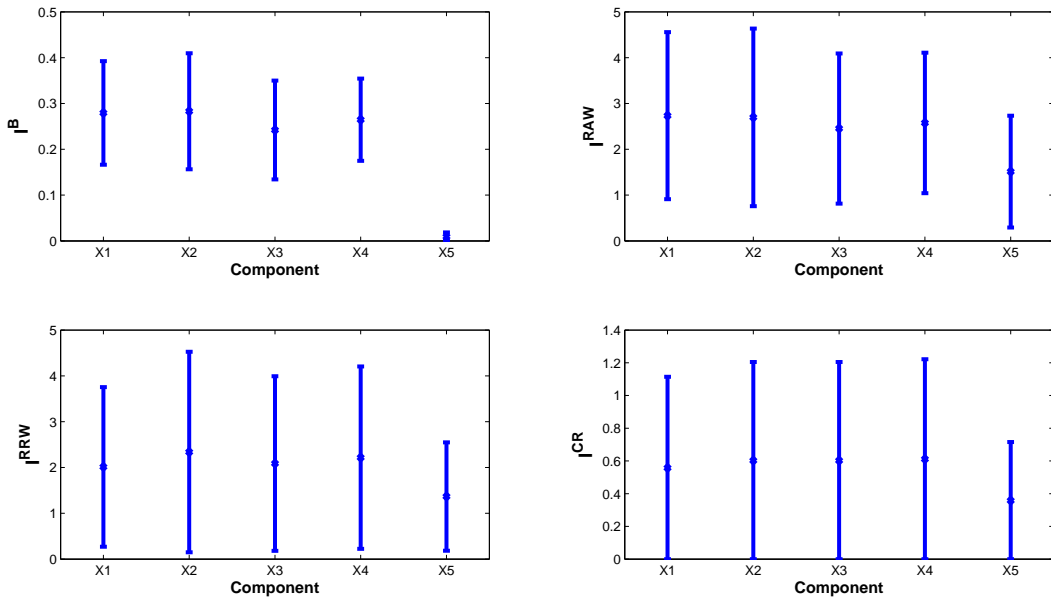 0.5
0.4
0.3
0.2
0.1
0
I^B
X1 X2 X3 X4 X5
Component
5
4
3
2
1
0
I^RAW
X1 X2 X3 X4 X5
Component
5
4
3
2
1
0
I^RRW
X1 X2 X3 X4 X5
Component
1.4
1.2
1
0.8
0.6
0.4
0.2
0
I^CR
X1 X2 X3 X4 X5
Component